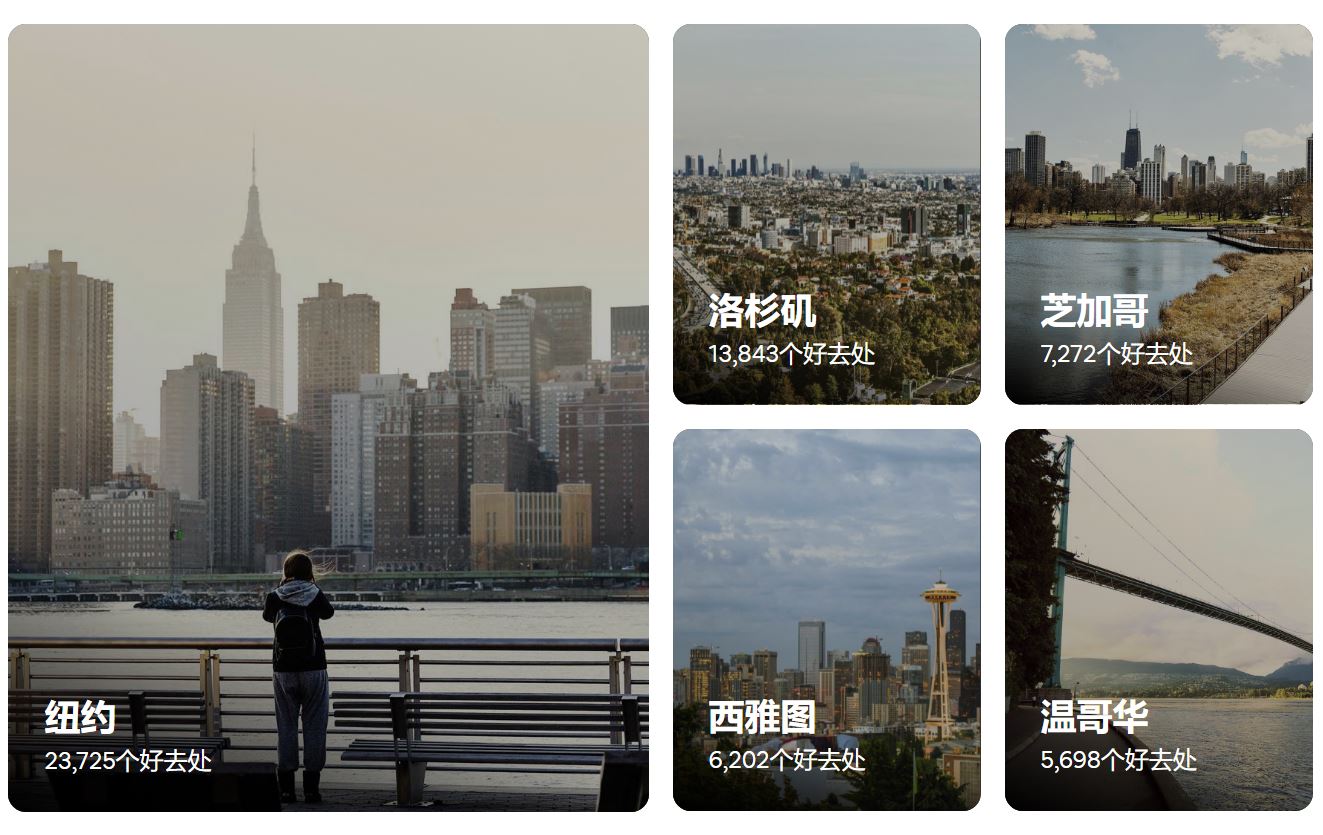 纽约
23,725个好去处
洛杉矶
13,843个好去处
芝加哥
7,272个好去处
西雅图
6,202个好去处
温哥华
5,698个好去处